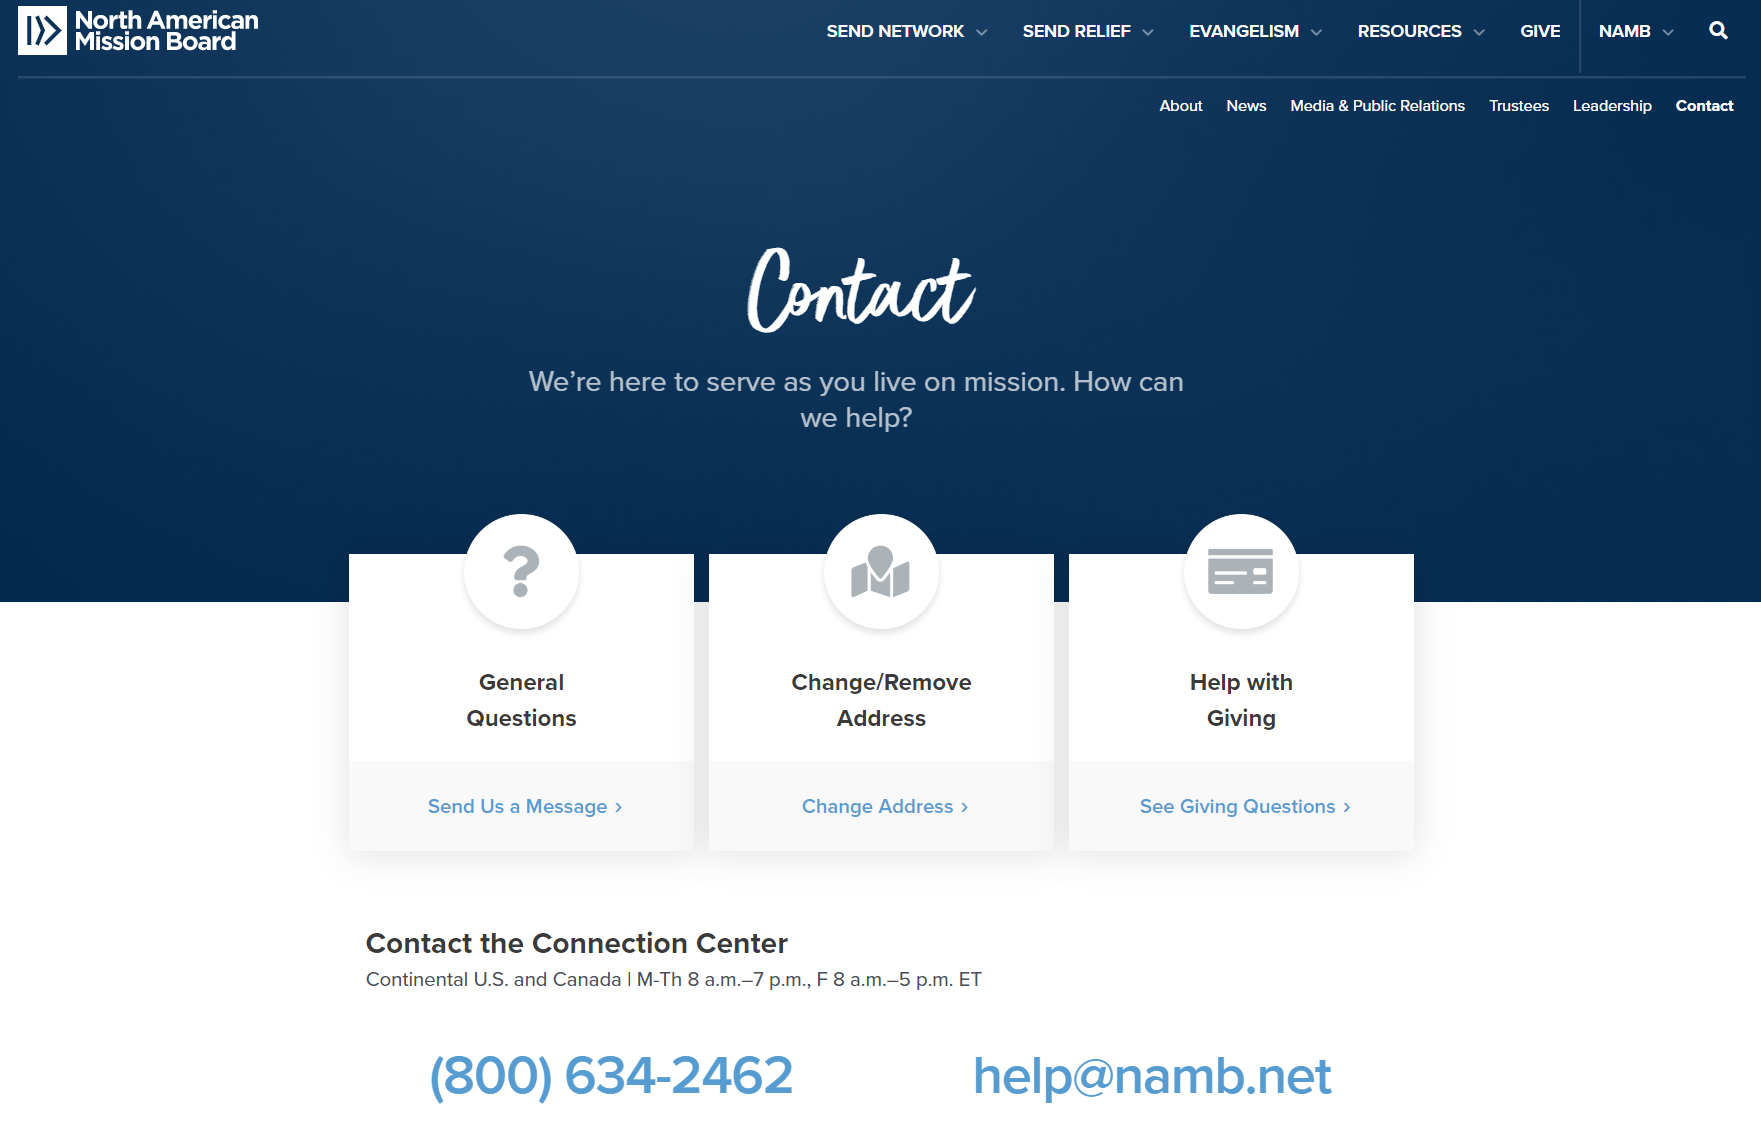 North American
Mission Board
SEND NETWORK SEND RELIEF EVANGELISM RESOURCES GIVE NAMB
About News Media & Public Relations Trustees Leadership Contact
Contact
We’re here to serve as you live on mission. How can
we help?
General
Questions
Send Us a Message ›
Change/Remove
Address
Change Address ›
Help with
Giving
See Giving Questions ›
Contact the Connection Center
Continental U.S. and Canada | M-Th 8 a.m.–7 p.m., F 8 a.m.–5 p.m. ET
(800) 634-2462
help@namb.net